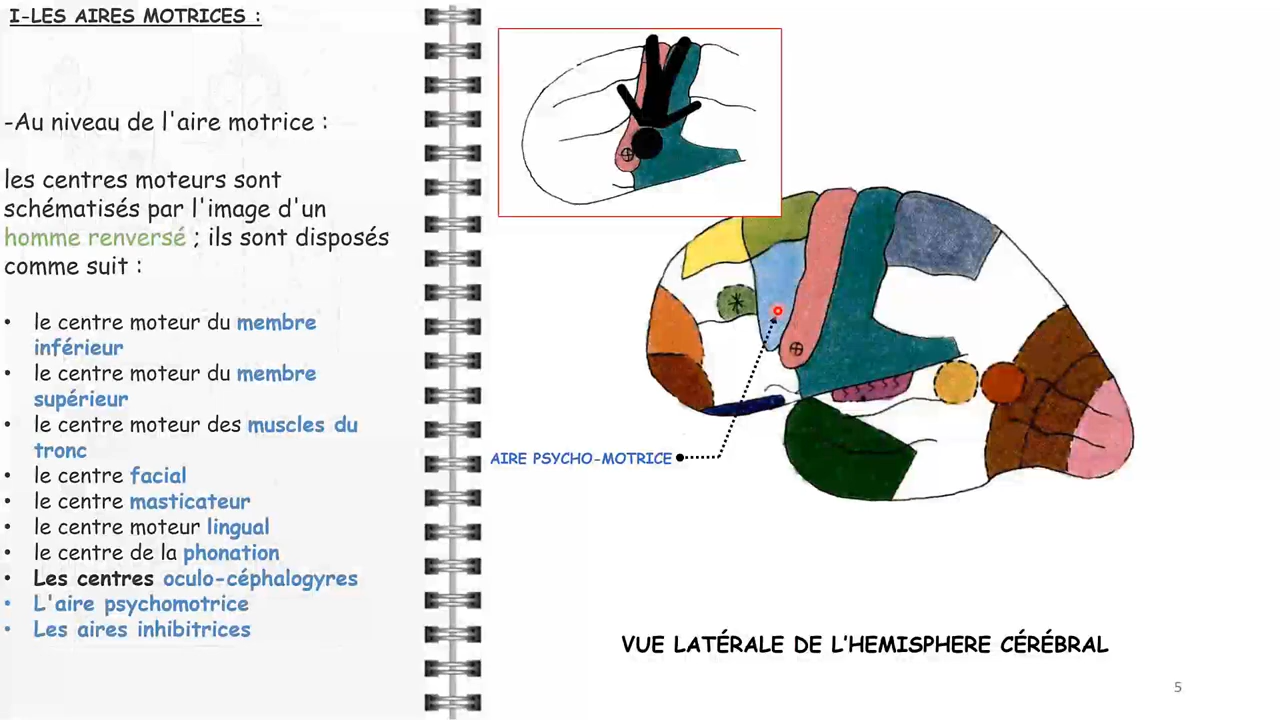 I-LES AIRES MOTRICES :
-Au niveau de l'aire motrice :
les centres moteurs sont
schématisés par l'image d'un
homme renversé ; ils sont disposés
comme suit :
• le centre moteur du membre
inférieur
• le centre moteur du membre
supérieur
• le centre moteur des muscles du
tronc
• le centre facial
• le centre masticateur
• le centre moteur lingual
• le centre de la phonation
• Les centres oculo-céphalogyres
• L'aire psychomotrice
• Les aires inhibitrices
AIRE PSYCHO-MOTRICE
VUE LATÉRALE DE L'HEMISPHERE CÉRÉBRAL
5